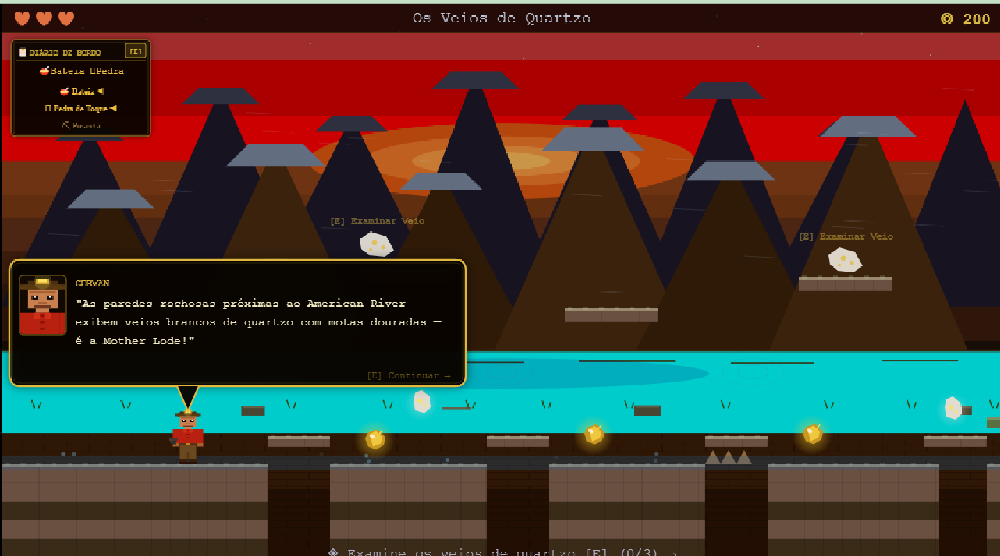 Os Veios de Quartzo
200
DIÁRIO DE BORDO [I]
Bateia □Pedra
Bateia ◀
□ Pedra de Toque ◀
Picareta
[E] Examinar Veio
[E] Examinar Veio
C□RVAN
"As paredes rochosas próximas ao American River
exibem veios brancos de quartzo com motas douradas —
é a Mother Lode!"
[E] Continuar →
◈ Examine os veios de quartzo [E] (0/3) →